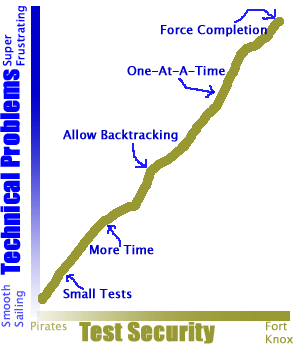 Force Completion
Super
Frustrating
One-At-A-Time
Allow Backtracking
Technical Problems
More Time
Small Tests
Smooth
Sailing
Pirates
Test Security
Fort
Knox